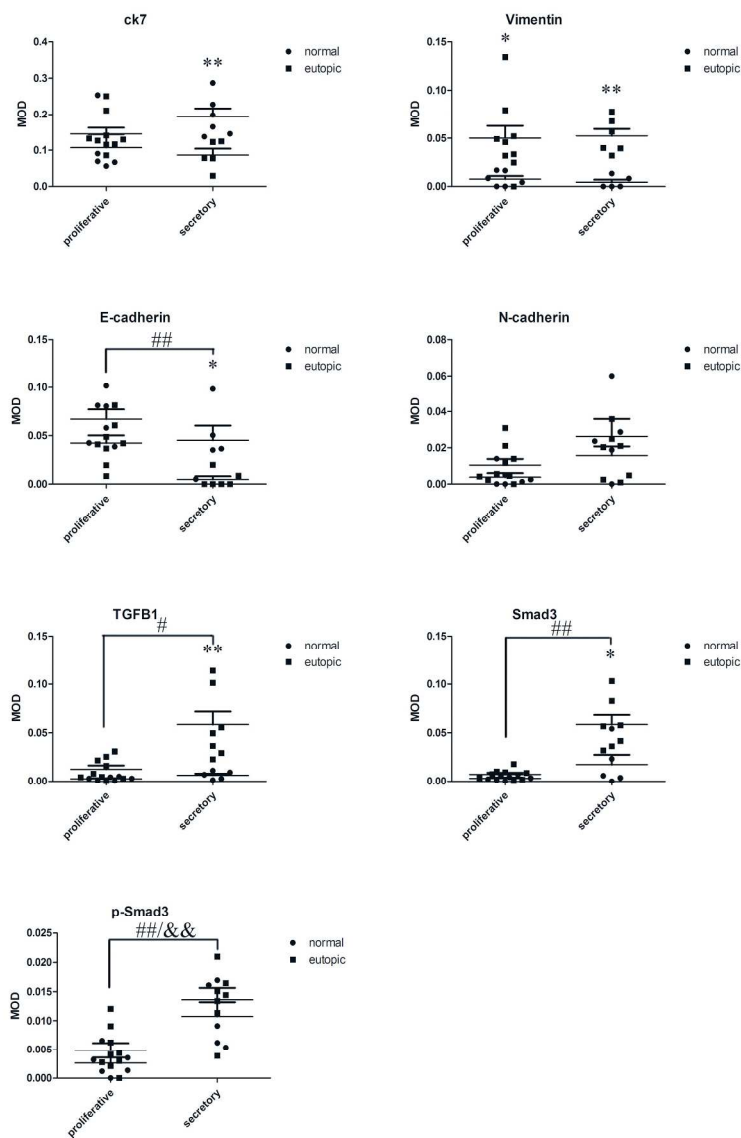 ck7
MOD
0.4
0.3
0.2
0.1
0.0
**
proliferative
secretory
normal
eutopic
Vimentin
MOD
0.15
0.10
0.05
0.00
*
**
proliferative
secretory
normal
eutopic
E-cadherin
MOD
0.15
0.10
0.05
0.00
##
*
proliferative
secretory
normal
eutopic
N-cadherin
MOD
0.08
0.06
0.04
0.02
0.00
proliferative
secretory
normal
eutopic
TGFB1
MOD
0.15
0.10
0.05
0.00
#
**
proliferative
secretory
normal
eutopic
Smad3
MOD
0.15
0.10
0.05
0.00
##
*
proliferative
secretory
normal
eutopic
p-Smad3
MOD
0.025
0.020
0.015
0.010
0.005
0.000
##/&&
proliferative
secretory
normal
eutopic